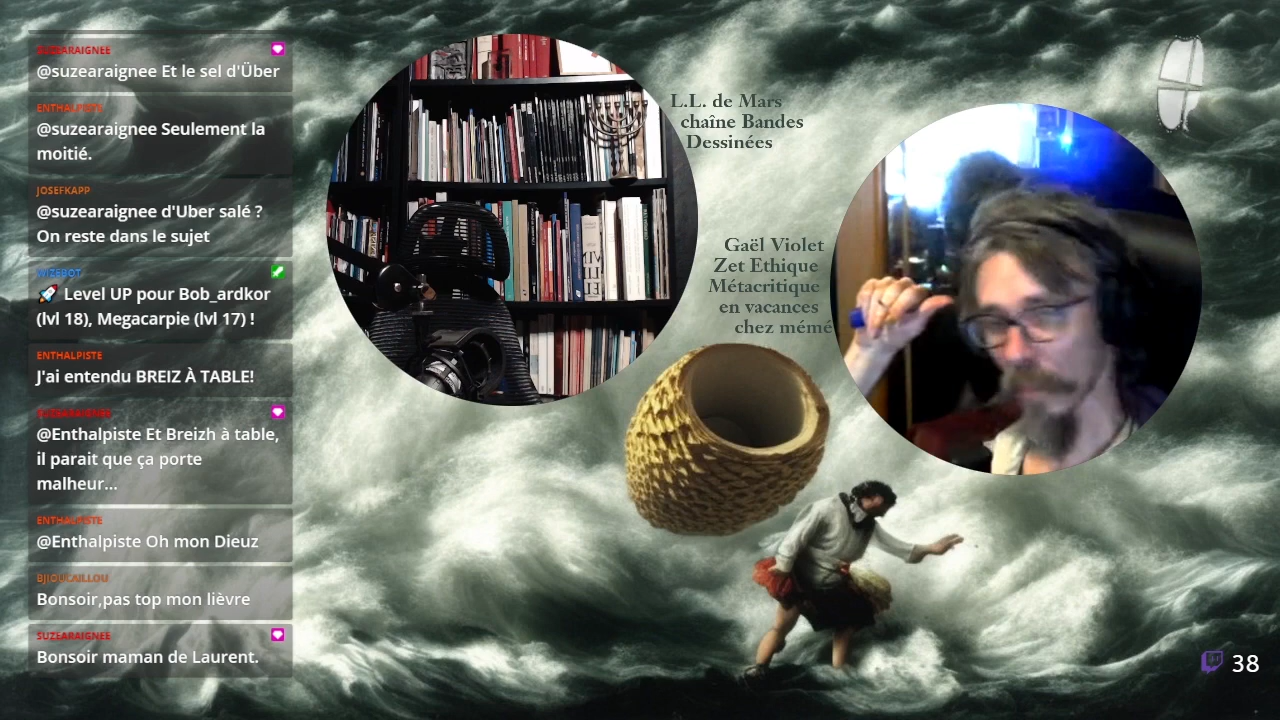 SUZEARAIGNEE
@suzearaignee Et le sel d'Über
ENTHALPISTE
@suzearaignee Seulement la
moitié.
JOSEFKAPP
@suzearaignee d'Uber salé ?
On reste dans le sujet
WIZEBOT
🚀 Level UP pour Bob_ardkor
(lvl 18), Megacarpie (lvl 17) !
ENTHALPISTE
J'ai entendu BREIZ À TABLE!
SUZEARAIGNEE
@Enthalpiste Et Breizh à table,
il parait que ça porte
malheur...
ENTHALPISTE
@Enthalpiste Oh mon Dieuz
BJIOUCAILLOU
Bonsoir,pas top mon lièvre
SUZEARAIGNEE
Bonsoir maman de Laurent.
L.L. de Mars
chaîne Bandes
Dessinées
Gaël Violet
Zet Ethique
Métacritique
en vacances
chez mémé
38